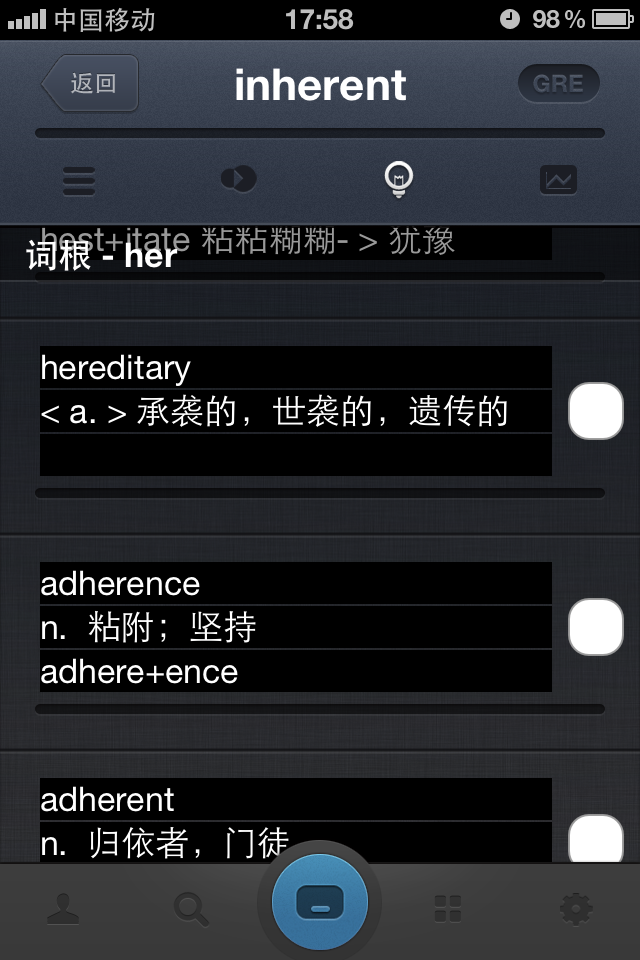 中国移动 17:58 98%
返回 inherent GRE
hest+itate 粘粘糊糊- > 犹豫
词根 - her
hereditary
< a. > 承袭的，世袭的，遗传的
adherence
n. 粘附；坚持
adhere+ence
adherent
n. 归依者，门徒